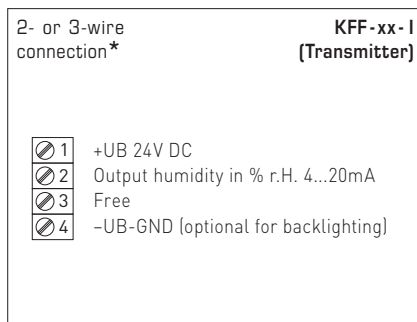 2- or 3-wire KFF-xx-I
connection* (Transmitter)
1 +UB 24V DC
2 Output humidity in % r.H. 4...20mA
3 Free
4 –UB-GND (optional for backlighting)